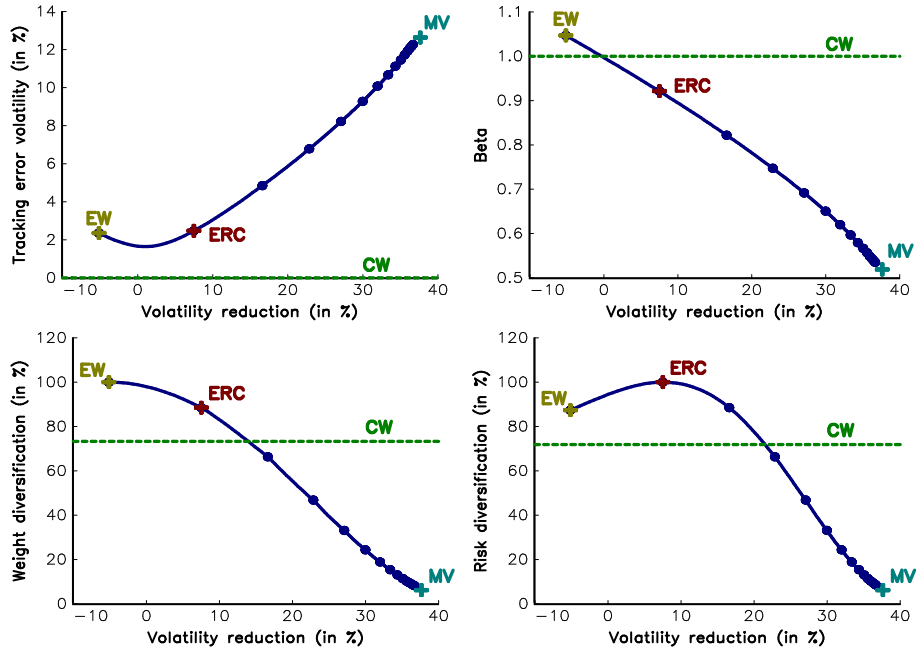 Tracking error volatility (in %)
14
12
10
8
6
4
2
0
EW
ERC
MV
CW
−10
0
10
20
30
40
Volatility reduction (in %)
Beta
1.1
1.0
0.9
0.8
0.7
0.6
0.5
EW
CW
ERC
MV
−10
0
10
20
30
40
Volatility reduction (in %)
Weight diversification (in %)
120
100
80
60
40
20
0
EW
ERC
CW
MV
−10
0
10
20
30
40
Volatility reduction (in %)
Risk diversification (in %)
120
100
80
60
40
20
0
EW
ERC
CW
MV
−10
0
10
20
30
40
Volatility reduction (in %)